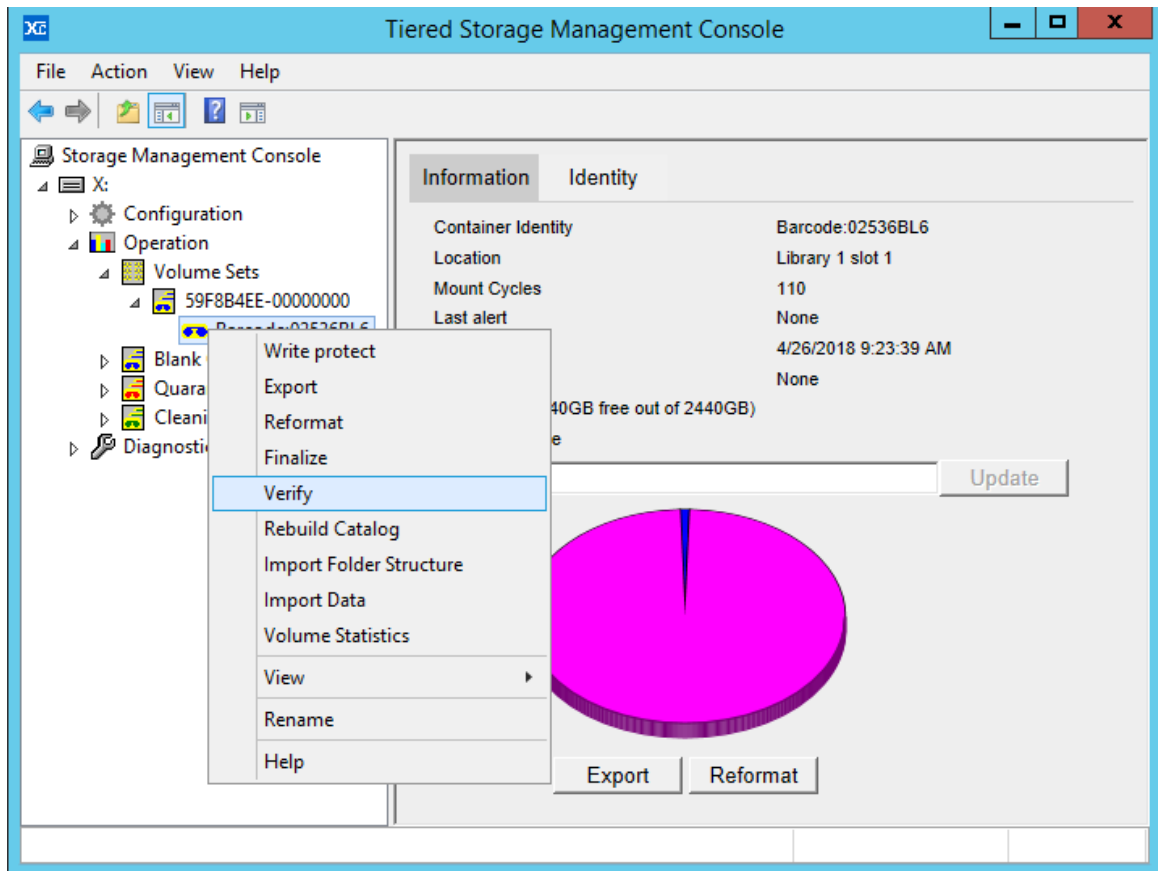 XC
Tiered Storage Management Console
File Action View Help
Storage Management Console
X:
Configuration
Operation
Volume Sets
59F8B4EE-00000000
Barcode:02536BL6
Blank
Quara
Cleani
Diagnosti
Write protect
Export
Reformat
Finalize
Verify
Rebuild Catalog
Import Folder Structure
Import Data
Volume Statistics
View
Rename
Help
Information Identity
Container Identity Barcode:02536BL6
Location Library 1 slot 1
Mount Cycles 110
Last alert None
4/26/2018 9:23:39 AM
None
40GB free out of 2440GB)
e
Update
Export Reformat